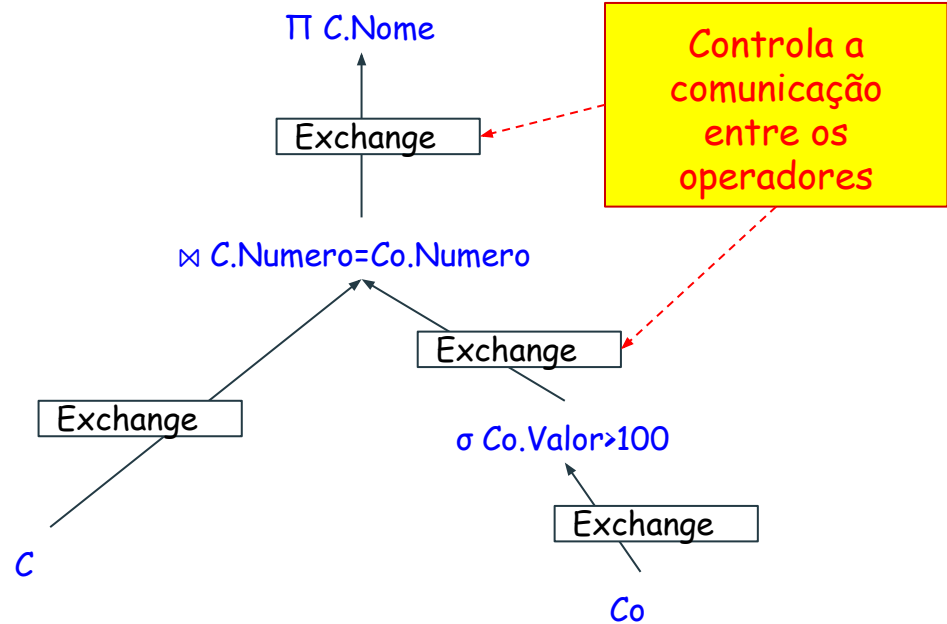 Π C.Nome
Controla a
comunicação
entre os
operadores
Exchange
⋈ C.Numero=Co.Numero
Exchange
Exchange
σ Co.Valor>100
Exchange
C
Co